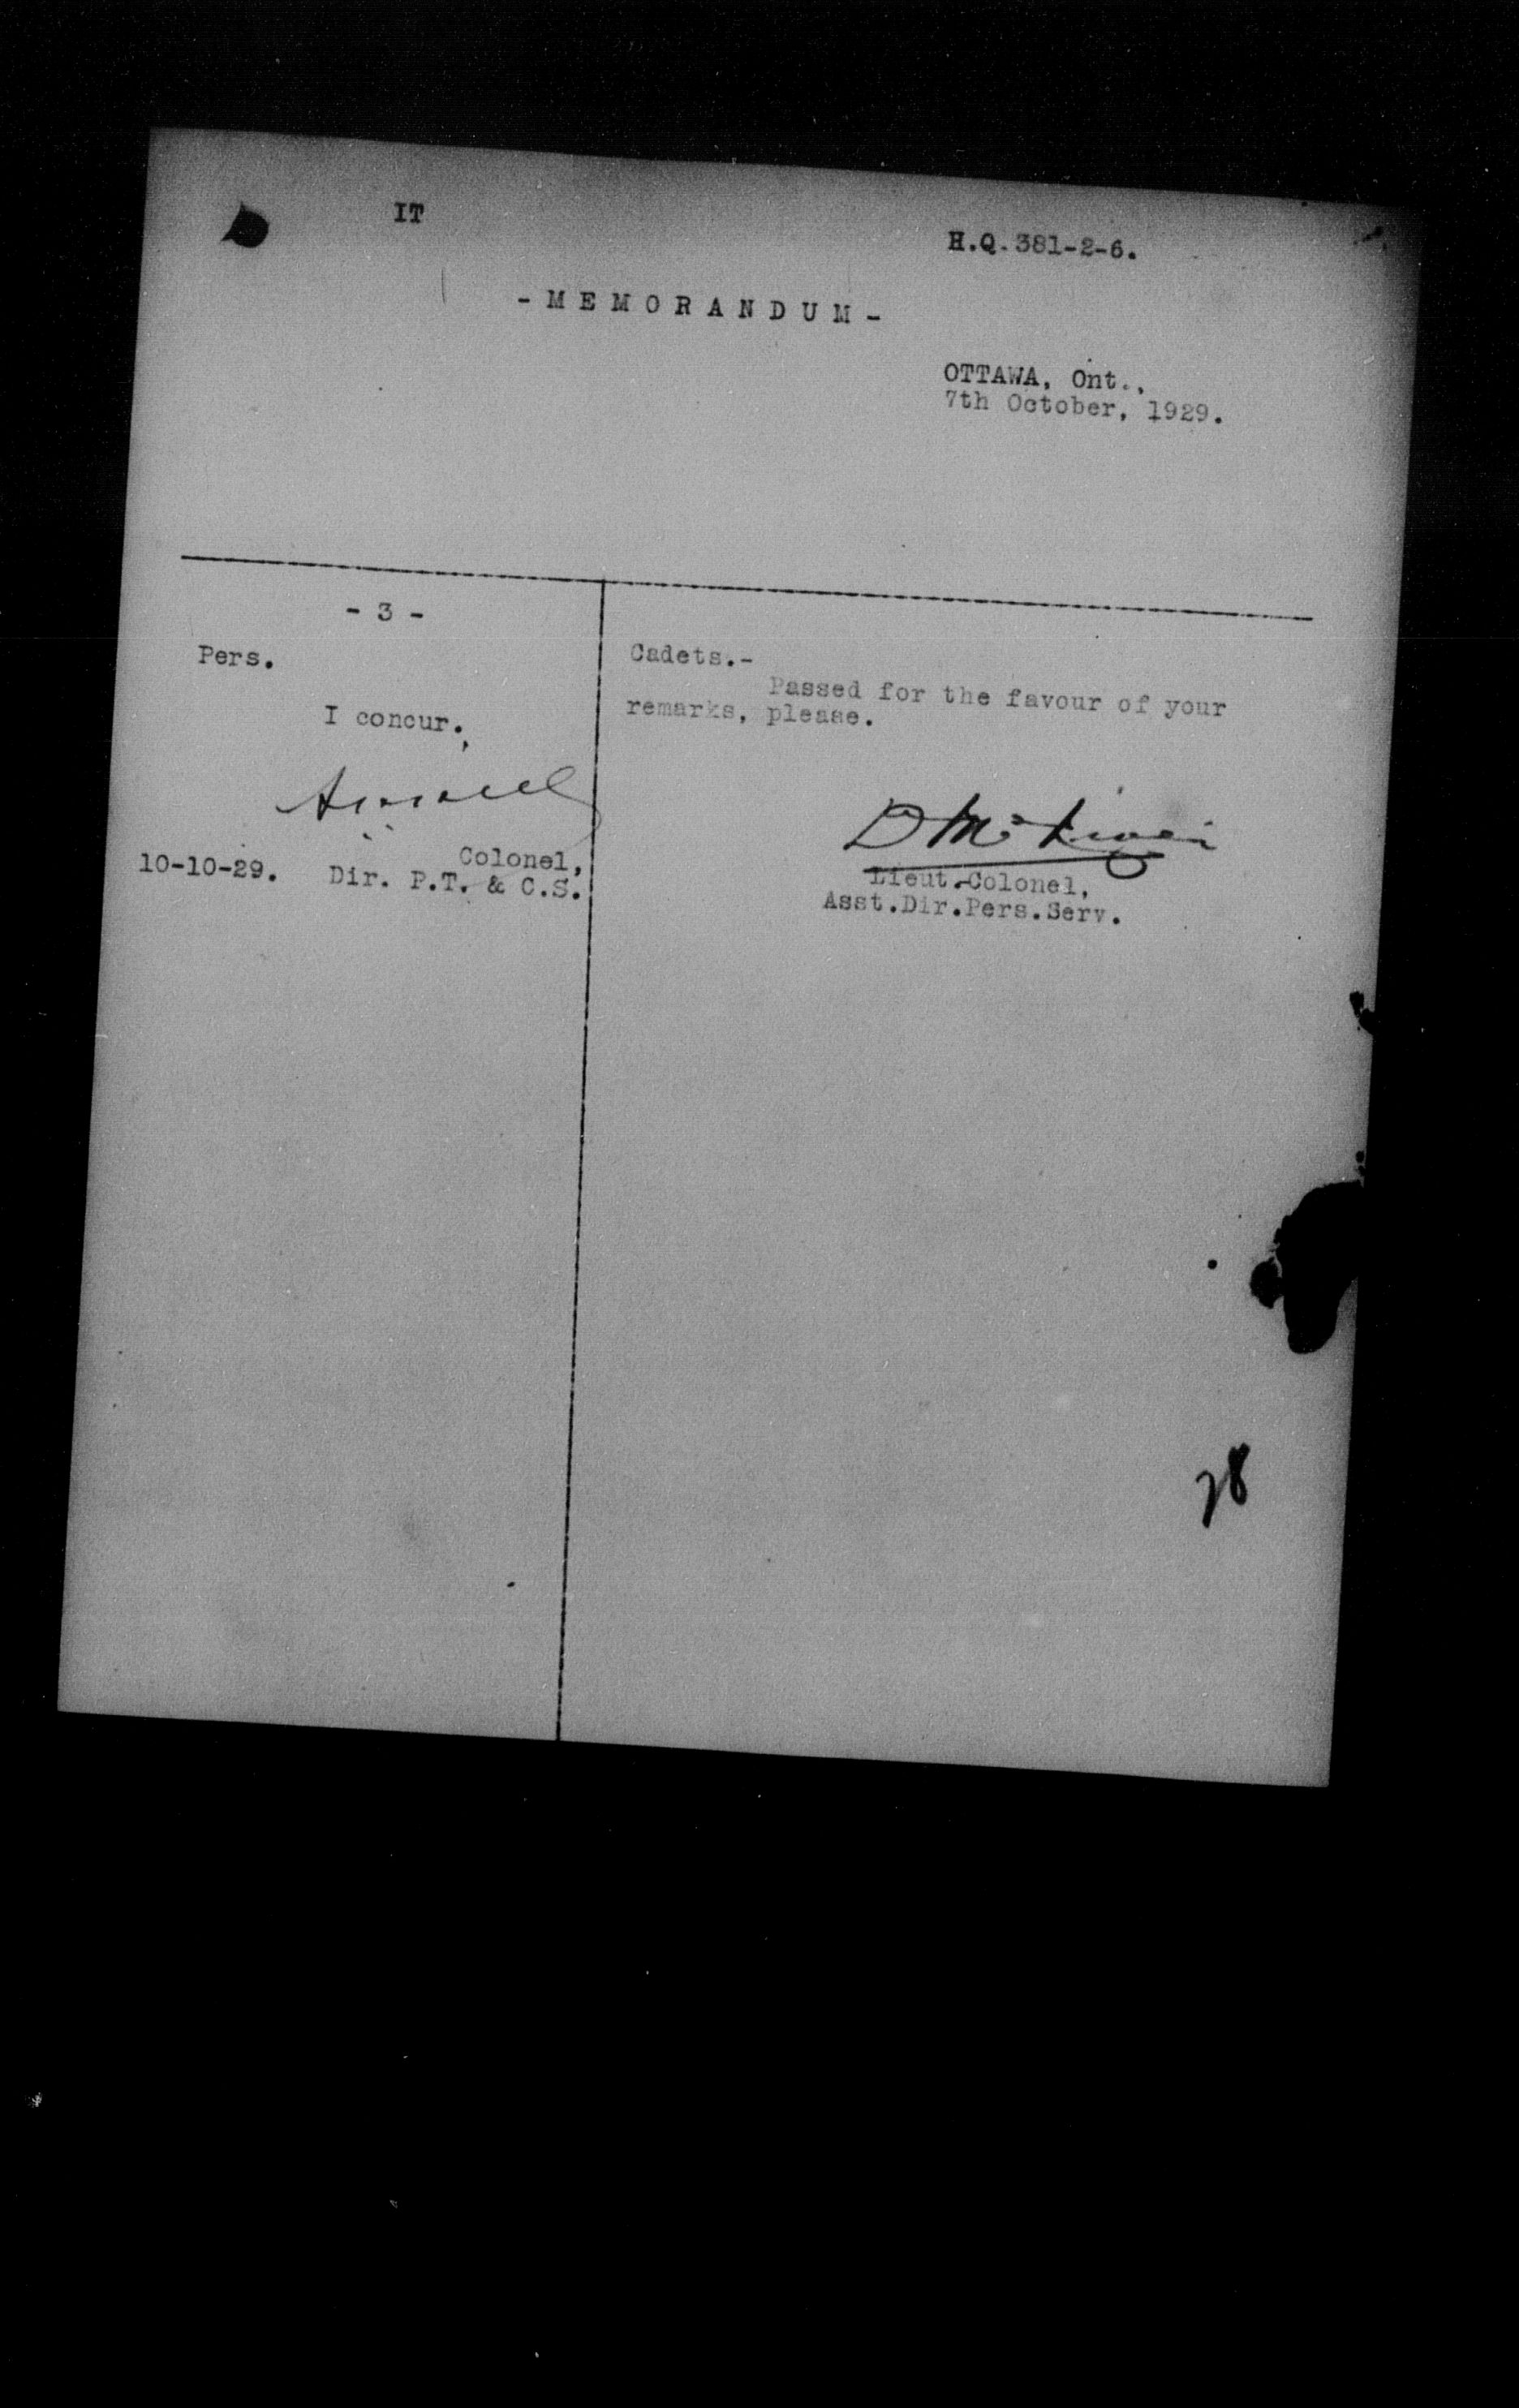 IT
H.Q.381-2-6.
-MEMORANDUM-
OTTAWA, Ont.,
7th October, 1929.
- 3 -
Pers.
I concur.
10-10-29.
Colonel,
Dir. P.T. & C.S.
Cadets.-
Passed for the favour of your
remarks, please.
Lieut.-Colonel,
Asst.Dir.Pers.Serv.